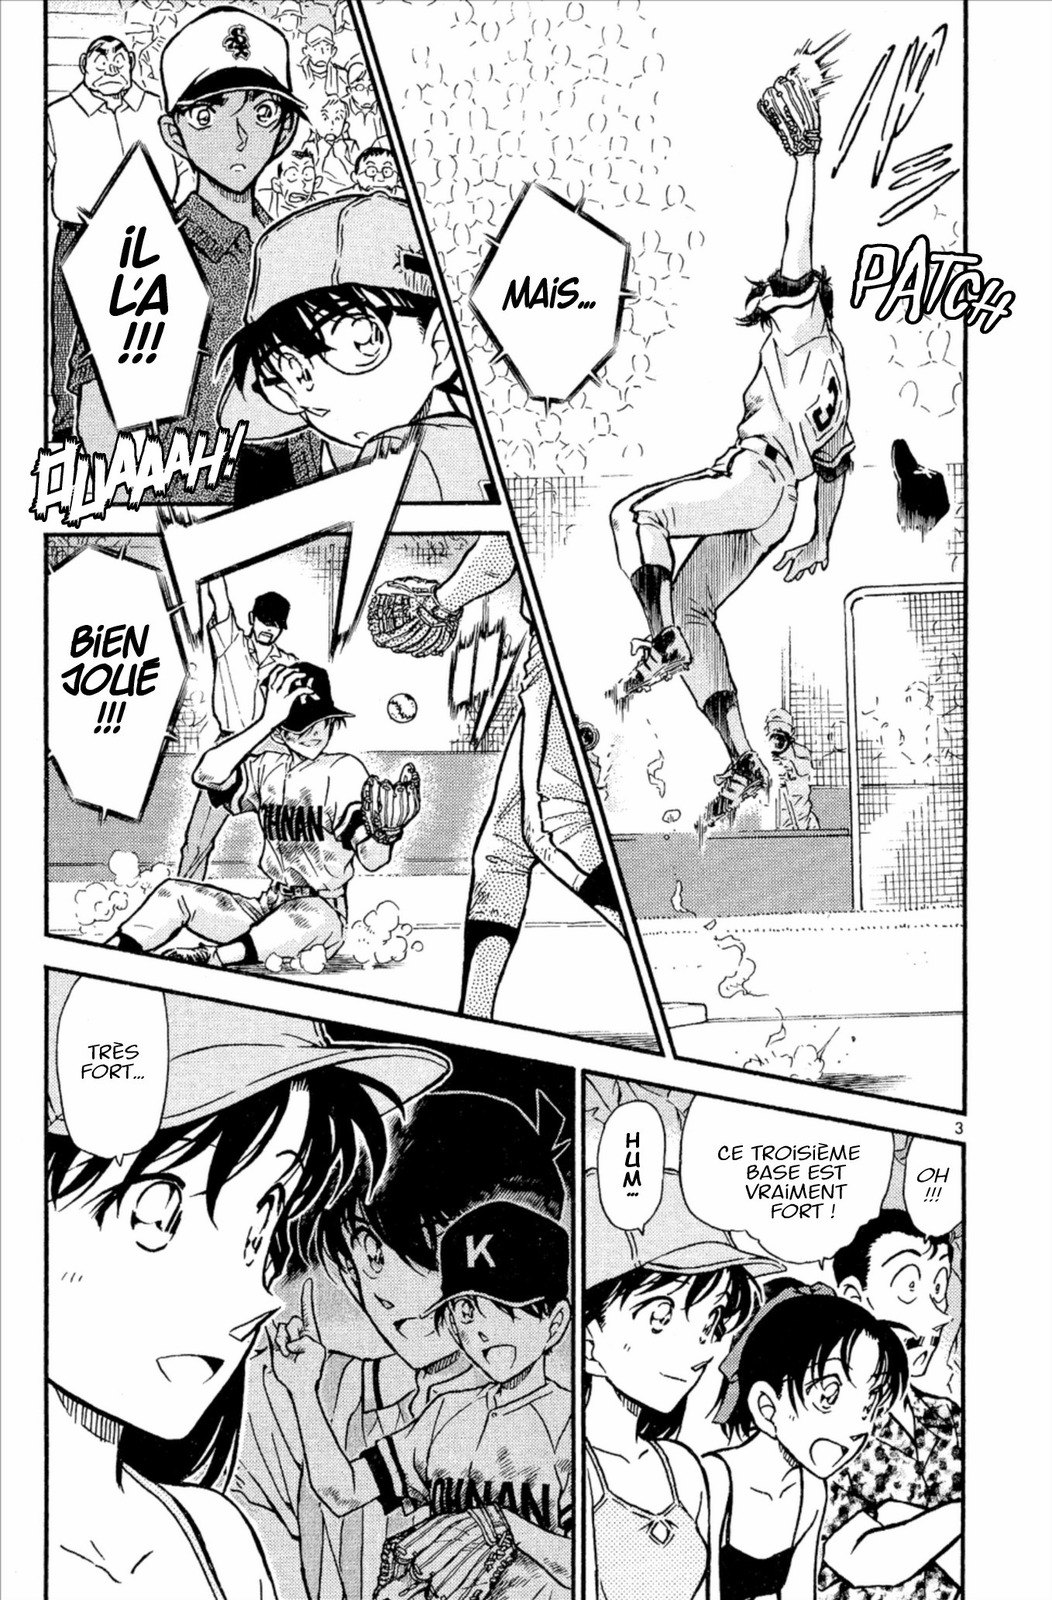 MAIS...
PATCH
IL
L'A
!!!
OUAAAH!
BIEN
JOUÉ
!!!
K
OHNAN
3
3
OH
!!!
CE TROISIÈME
BASE EST
VRAIMENT
FORT !
HUM...
TRÈS
FORT...
K
OHNAN